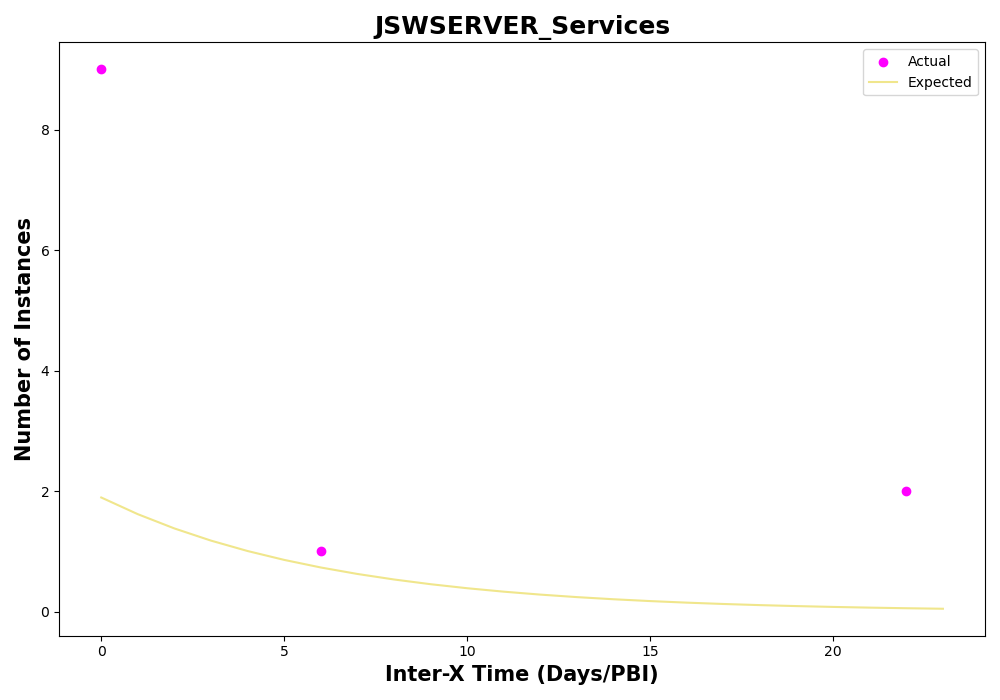 JSWSERVER_Services
Actual
Expected
Number of Instances
8
6
4
2
0
0 5 10 15 20
Inter-X Time (Days/PBI)